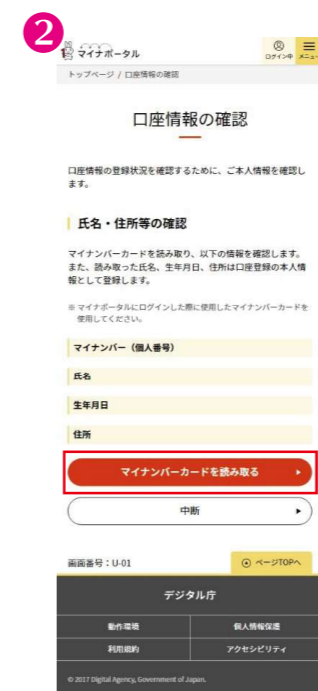 2
マイナポータル
ログイン中 メニュー
トップページ / 口座情報の確認
口座情報の確認
口座情報の登録状況を確認するために、ご本人情報を確認し
ます。
氏名・住所等の確認
マイナンバーカードを読み取り、以下の情報を確認します。
また、読み取った氏名、生年月日、住所は口座登録の本人情
報として登録します。
※ マイナポータルにログインした際に使用したマイナンバーカードを
使用してください。
マイナンバー（個人番号）
氏名
生年月日
住所
マイナンバーカードを読み取る
中断
画面番号：U-01
ページTOPへ
デジタル庁
動作環境 個人情報保護
利用規約 アクセシビリティ
© 2017 Digital Agency, Government of Japan.